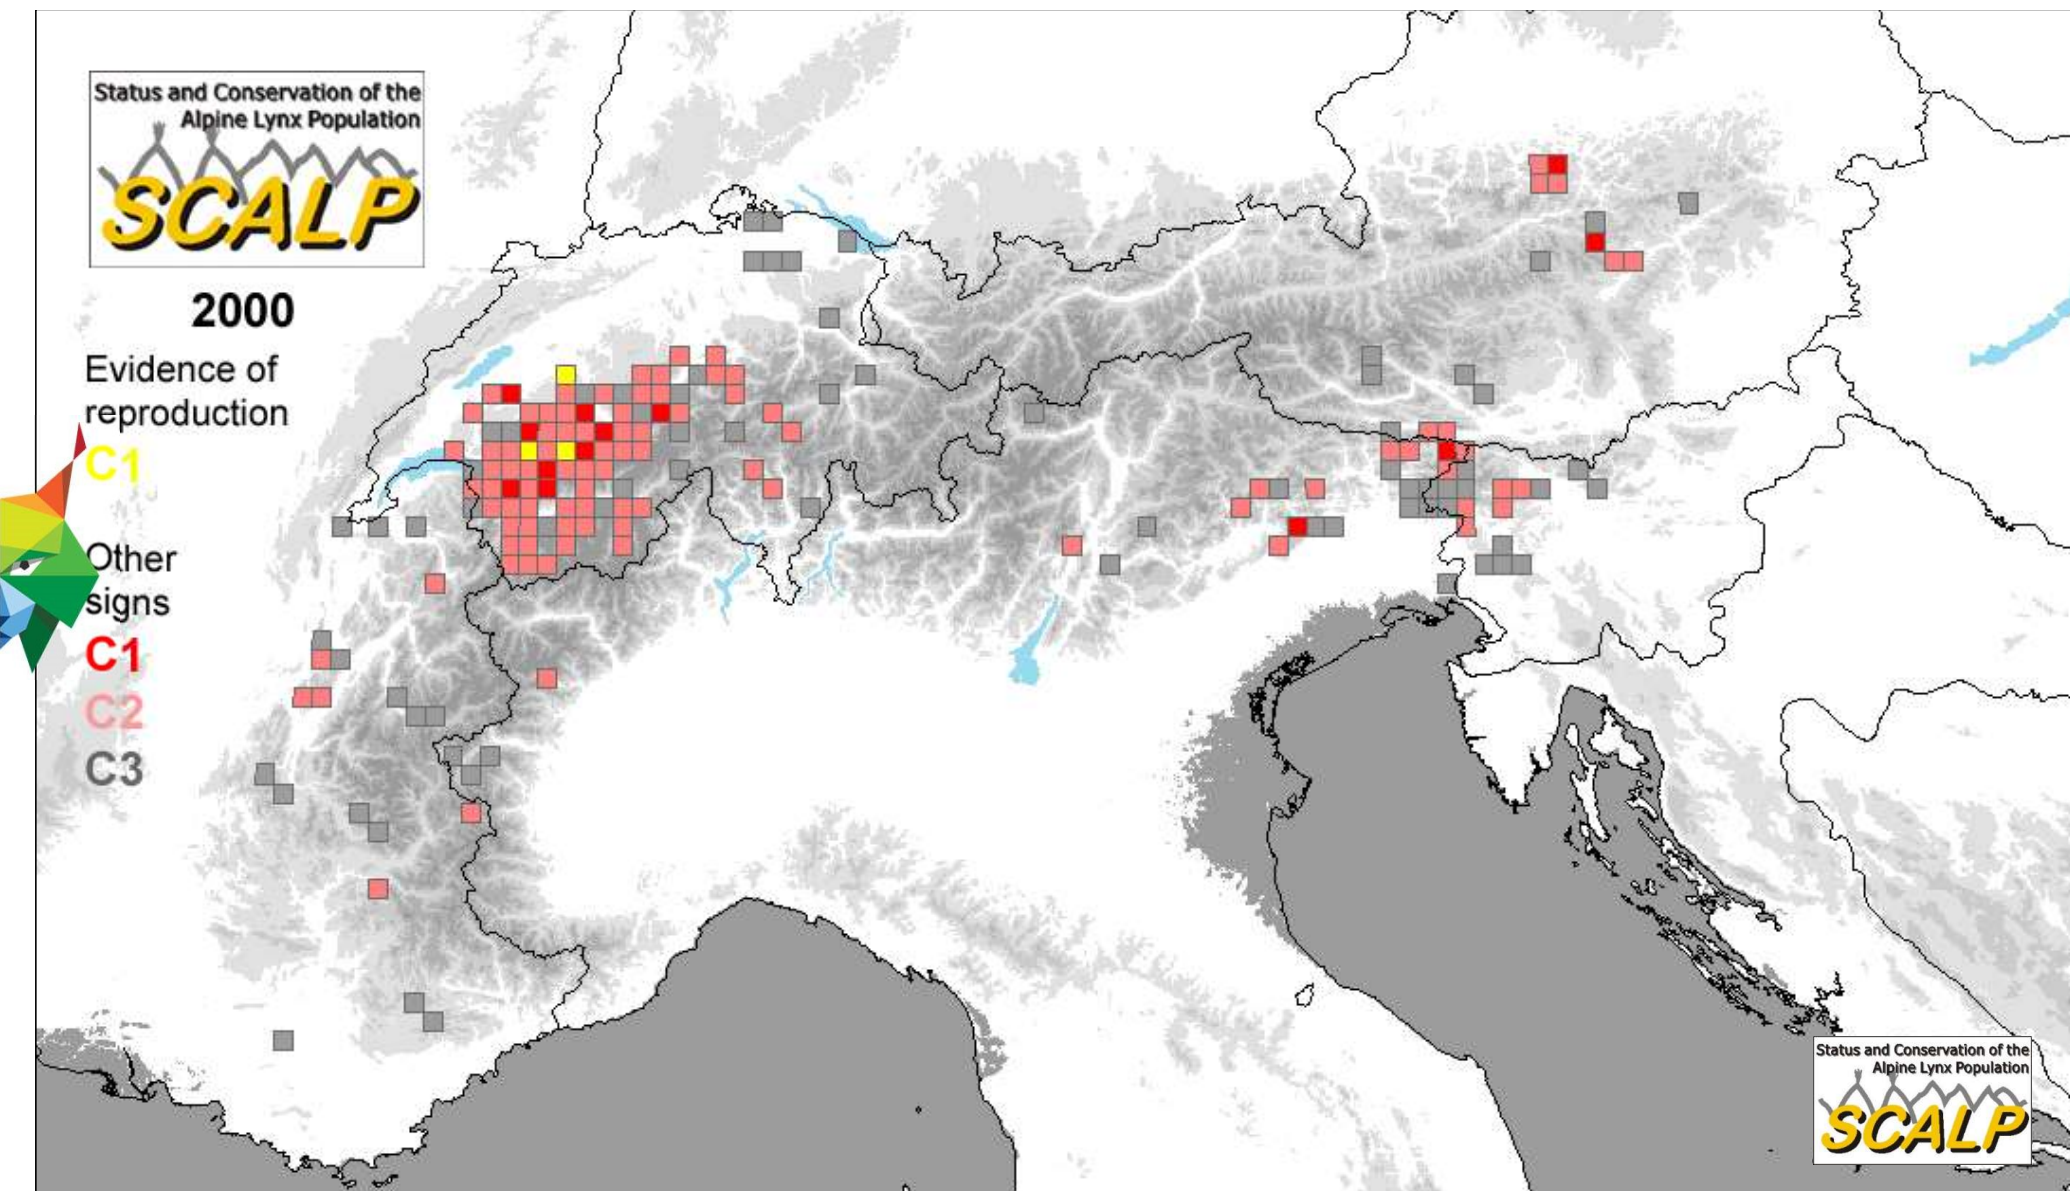 Status and Conservation of the
Alpine Lynx Population
SCALP
2000
Evidence of
reproduction
C1
Other
signs
C1
C2
C3
Status and Conservation of the
Alpine Lynx Population
SCALP